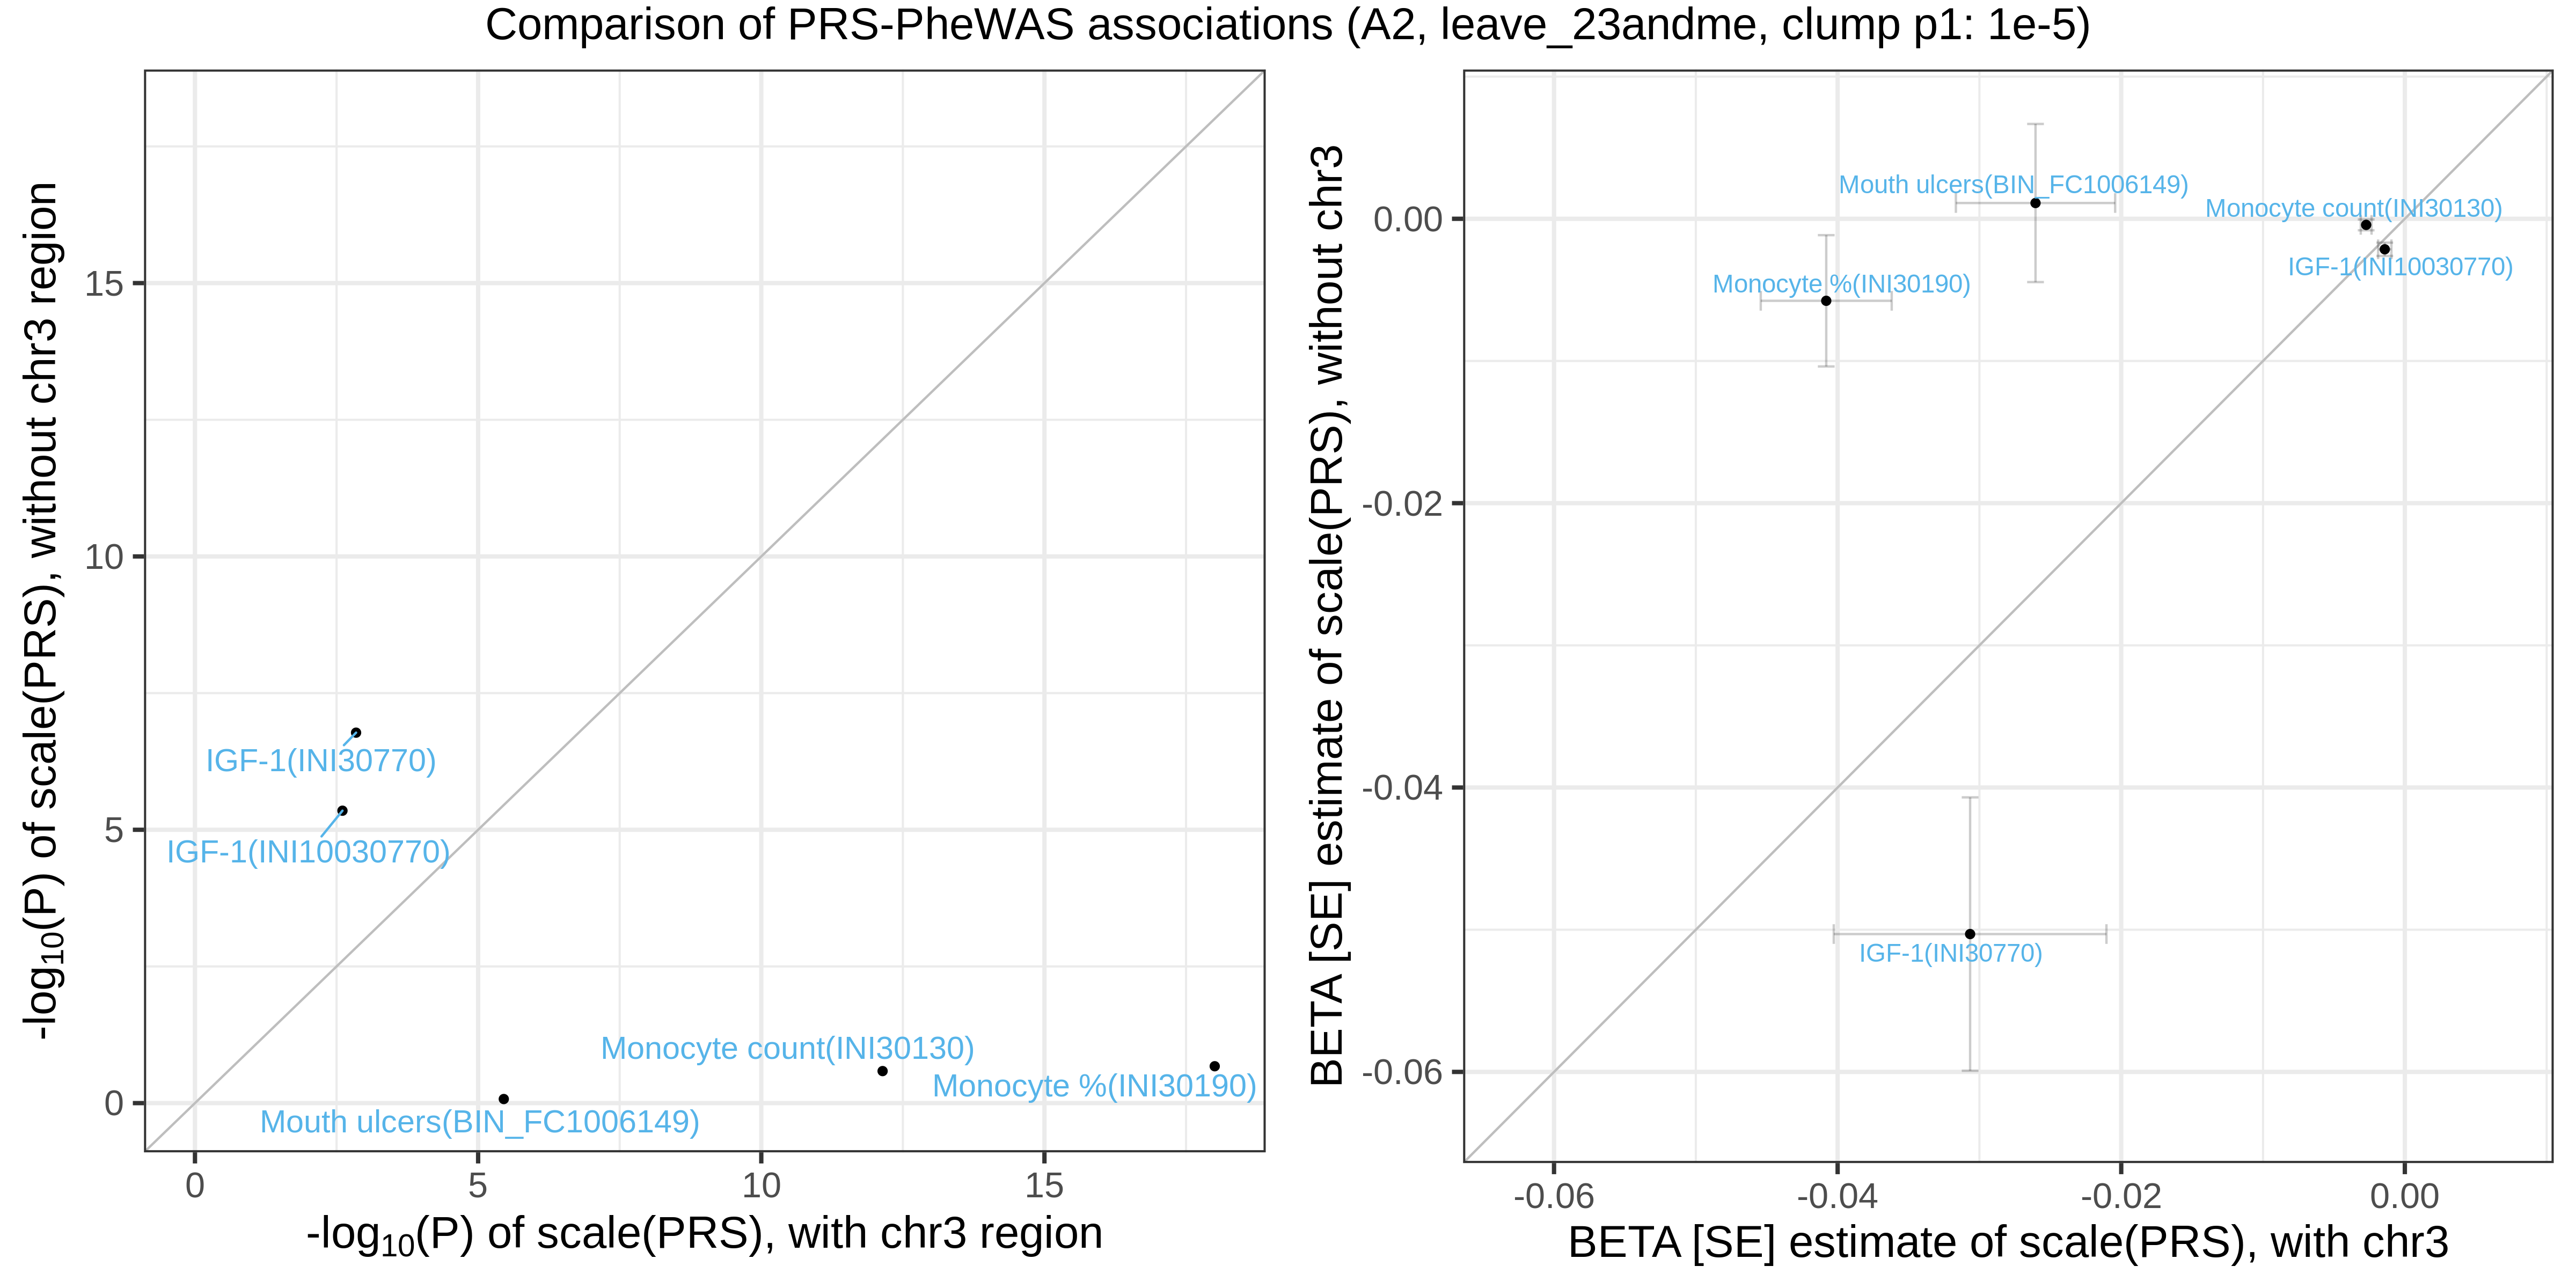 Comparison of PRS-PheWAS associations (A2, leave_23andme, clump p1: 1e-5)
-log10(P) of scale(PRS), without chr3 region
15
10
5
0
IGF-1(INI30770)
IGF-1(INI10030770)
Monocyte count(INI30130)
Monocyte %(INI30190)
Mouth ulcers(BIN_FC1006149)
0
5
10
15
-log10(P) of scale(PRS), with chr3 region
BETA [SE] estimate of scale(PRS), without chr3
0.00
-0.02
-0.04
-0.06
Mouth ulcers(BIN_FC1006149)
Monocyte count(INI30130)
IGF-1(INI10030770)
Monocyte %(INI30190)
IGF-1(INI30770)
-0.06
-0.04
-0.02
0.00
BETA [SE] estimate of scale(PRS), with chr3